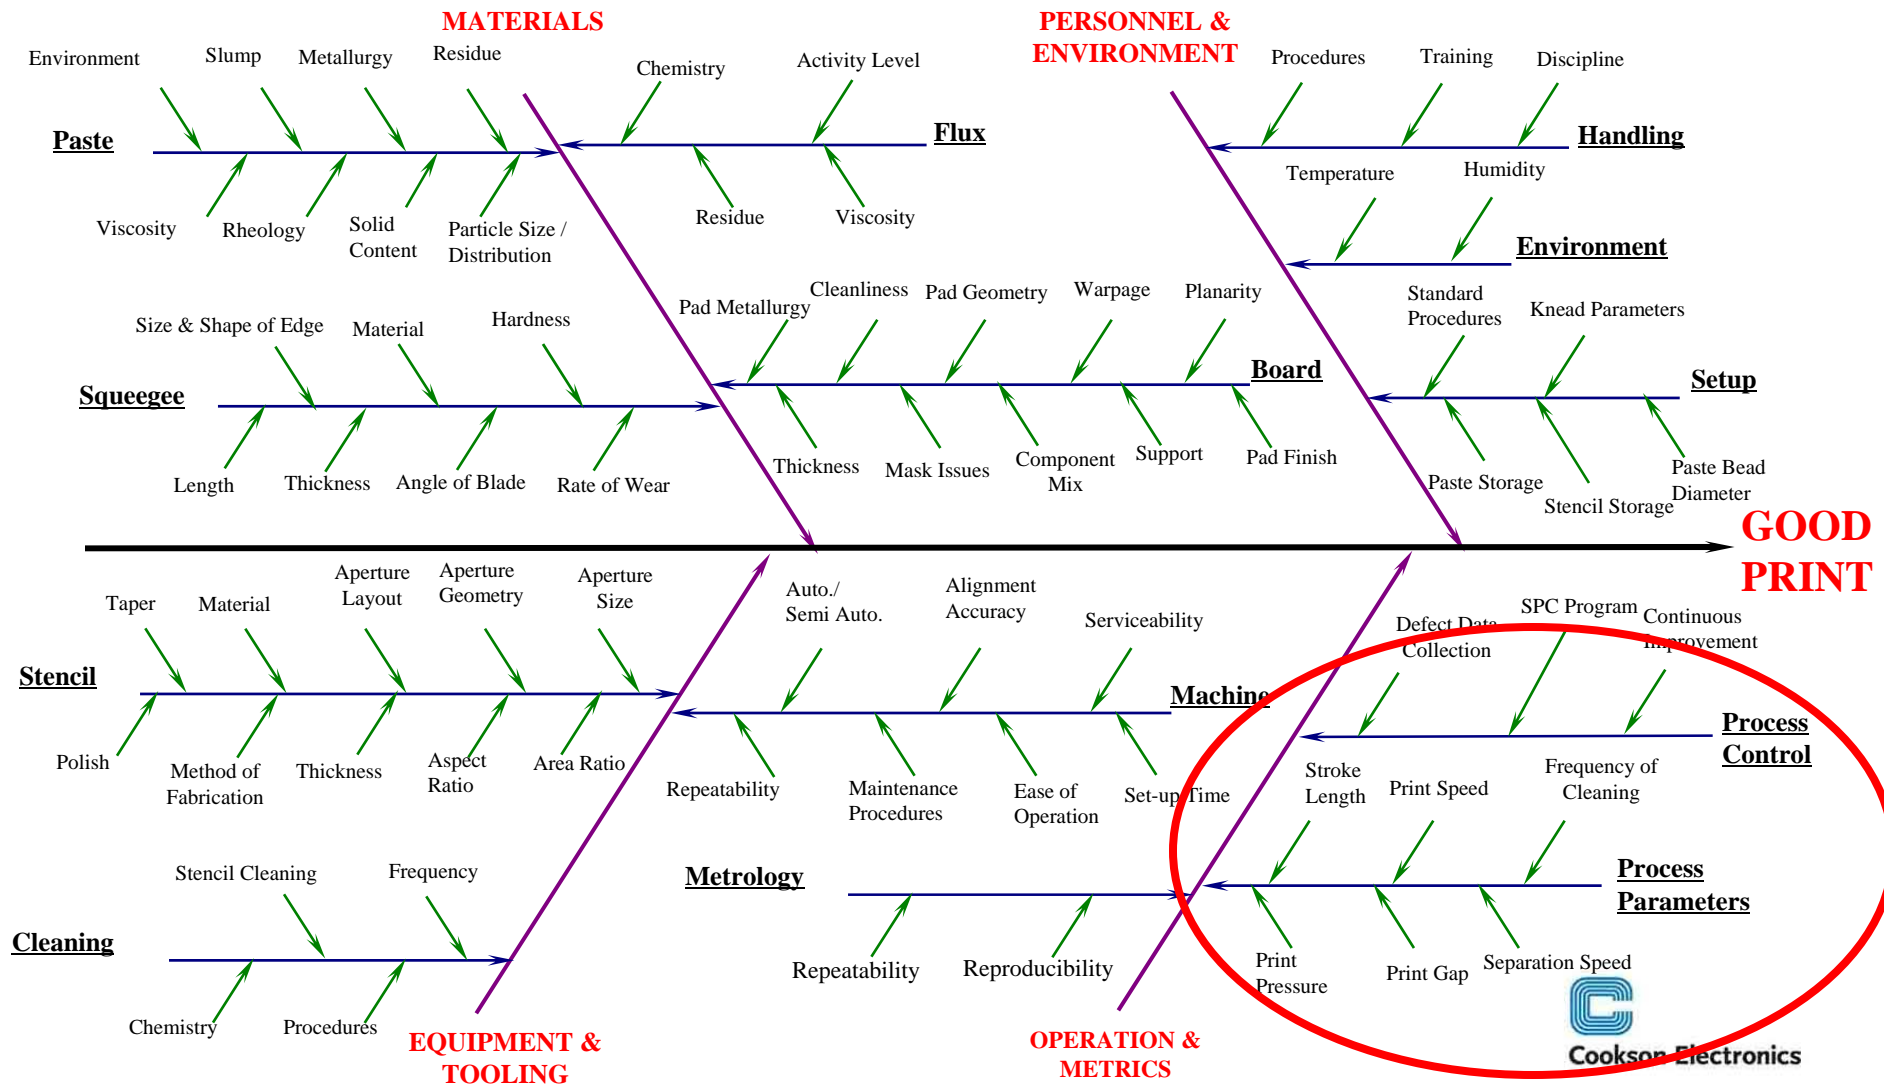 MATERIALS
PERSONNEL &
ENVIRONMENT
Environment
Slump
Metallurgy
Residue
Chemistry
Activity Level
Procedures
Training
Discipline
Paste
Flux
Handling
Temperature
Humidity
Viscosity
Rheology
Solid
Content
Particle Size /
Distribution
Residue
Viscosity
Environment
Size & Shape of Edge
Material
Hardness
Pad Metallurgy
Cleanliness
Pad Geometry
Warpage
Planarity
Standard
Procedures
Knead Parameters
Squeegee
Board
Setup
Length
Thickness
Angle of Blade
Rate of Wear
Thickness
Mask Issues
Component
Mix
Support
Pad Finish
Paste Storage
Stencil Storage
Paste Bead
Diameter
GOOD
PRINT
Taper
Material
Aperture
Layout
Aperture
Geometry
Aperture
Size
Auto./
Semi Auto.
Alignment
Accuracy
Serviceability
Defect Data
Collection
SPC Program
Continuous
Improvement
Stencil
Machine
Process
Control
Polish
Method of
Fabrication
Thickness
Aspect
Ratio
Area Ratio
Repeatability
Maintenance
Procedures
Ease of
Operation
Set-up Time
Stroke
Length
Print Speed
Frequency of
Cleaning
Stencil Cleaning
Frequency
Metrology
Process
Parameters
Cleaning
Repeatability
Reproducibility
Print
Pressure
Print Gap
Separation Speed
Chemistry
Procedures
EQUIPMENT &
TOOLING
OPERATION &
METRICS
Cookson Electronics